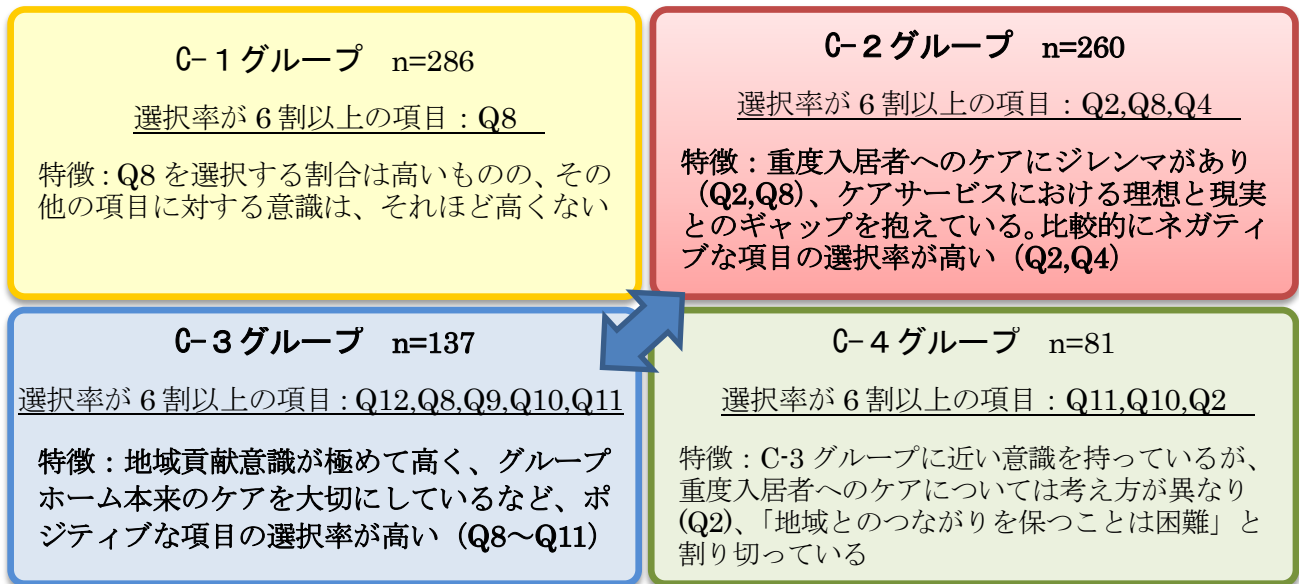 C-1グループ n=286
選択率が6割以上の項目:Q8
特徴:Q8を選択する割合は高いものの、その
他の項目に対する意識は、それほど高くない
C-2グループ n=260
選択率が6割以上の項目:Q2,Q8,Q4
特徴:重度入居者へのケアにジレンマがあり
(Q2,Q8)、ケアサービスにおける理想と現実
とのギャップを抱えている。比較的にネガティ
ブな項目の選択率が高い(Q2,Q4)
C-3グループ n=137
選択率が6割以上の項目:Q12,Q8,Q9,Q10,Q11
特徴:地域貢献意識が極めて高く、グループ
ホーム本来のケアを大切にしているなど、ポ
ジティブな項目の選択率が高い(Q8~Q11)
C-4グループ n=81
選択率が6割以上の項目:Q11,Q10,Q2
特徴:C-3グループに近い意識を持っているが、
重度入居者へのケアについては考え方が異なり
(Q2)、「地域とのつながりを保つことは困難」と
割り切っている